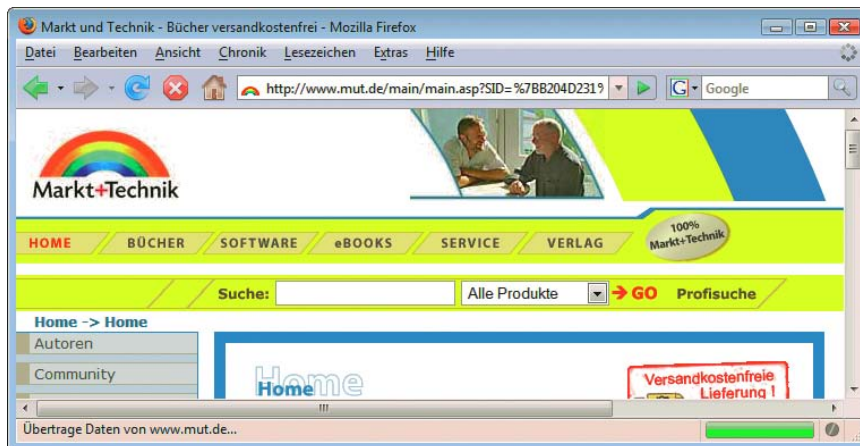 Markt und Technik - Bücher versandkostenfrei - Mozilla Firefox
Datei Bearbeiten Ansicht Chronik Lesezeichen Extras Hilfe
http://www.mut.de/main/main.asp?SID=%7BB204D2319 G Google
Markt+Technik
HOME BÜCHER SOFTWARE eBOOKS SERVICE VERLAG 100% Markt+Technik
Suche: Alle Produkte GO Profisuche
Home -> Home
Autoren
Community
Home
Home
Versandkostenfreie
Lieferung !
Übertrage Daten von www.mut.de...